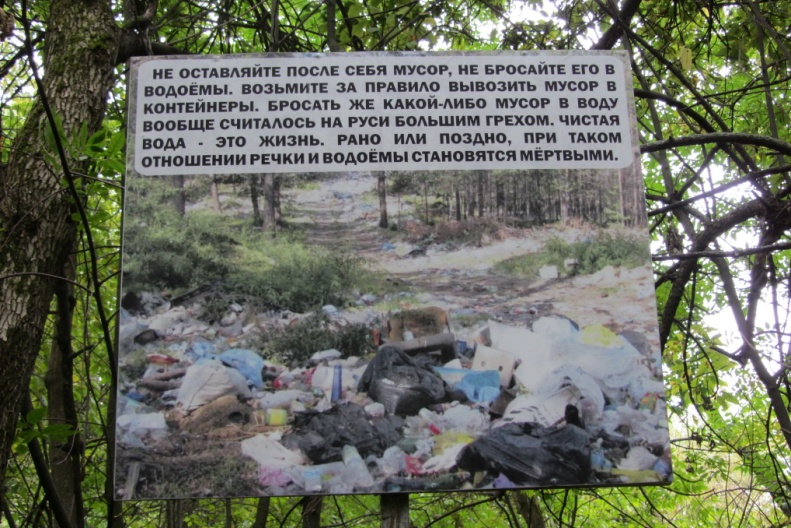 НЕ ОСТАВЛЯЙТЕ ПОСЛЕ СЕБЯ МУСОР, НЕ БРОСАЙТЕ ЕГО В
ВОДОЁМЫ. ВОЗЬМИТЕ ЗА ПРАВИЛО ВЫВОЗИТЬ МУСОР В
КОНТЕЙНЕРЫ. БРОСАТЬ ЖЕ КАКОЙ-ЛИБО МУСОР В ВОДУ
ВООБЩЕ СЧИТАЛОСЬ НА РУСИ БОЛЬШИМ ГРЕХОМ. ЧИСТАЯ
ВОДА - ЭТО ЖИЗНЬ. РАНО ИЛИ ПОЗДНО, ПРИ ТАКОМ
ОТНОШЕНИИ РЕЧКИ И ВОДОЁМЫ СТАНОВЯТСЯ МЁРТВЫМИ.